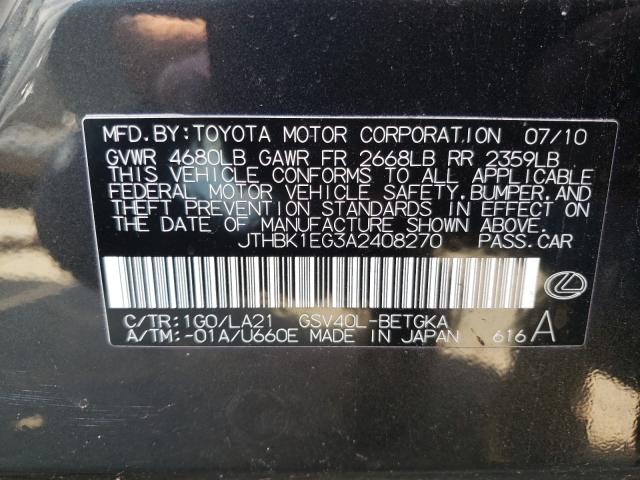 MFD.BY:TOYOTA MOTOR CORPORATION 07/10
GVWR 4680LB GAWR FR 2668LB RR 2359LB
THIS VEHICLE CONFORMS TO ALL APPLICABLE
FEDERAL MOTOR VEHICLE SAFETY,BUMPER,AND
THEFT PREVENTION STANDARDS IN EFFECT ON
THE DATE OF MANUFACTURE SHOWN ABOVE.
JTHBK1EG3A2408270 PASS.CAR
C/TR:1G0/LA21 GSV40L-BETGKA
A/TM:-01A/U660E MADE IN JAPAN 616 A